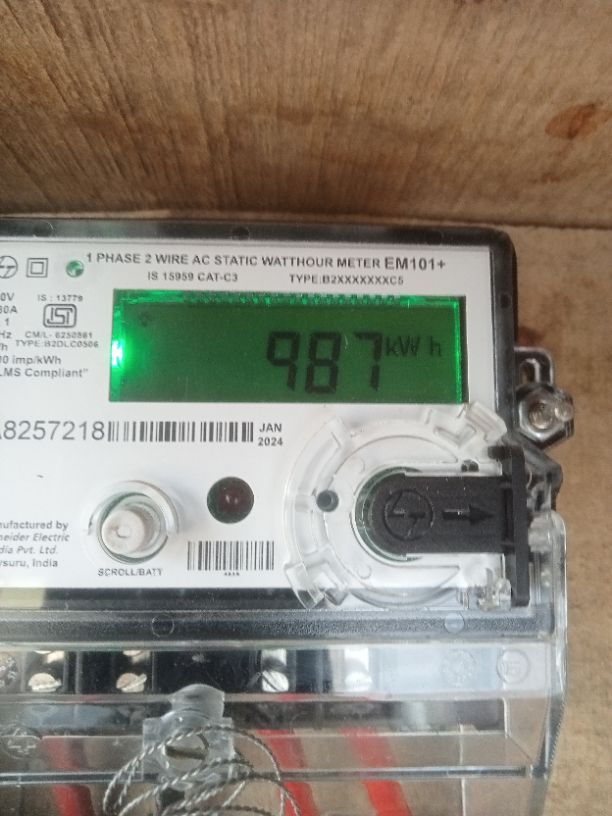 1 PHASE 2 WIRE AC STATIC WATTHOUR METER EM101+
IS 15959 CAT-C3 TYPE:B2XXXXXXXC5
IS : 13779
CM/L- 6250861
TYPE:B2DLC0506
imp/kWh
LMS Compliant"
987 kW h
8257218
JAN
2024
SCROLL/BATT
nufactured by
neider Electric
dia Pvt. Ltd.
ysuru, India